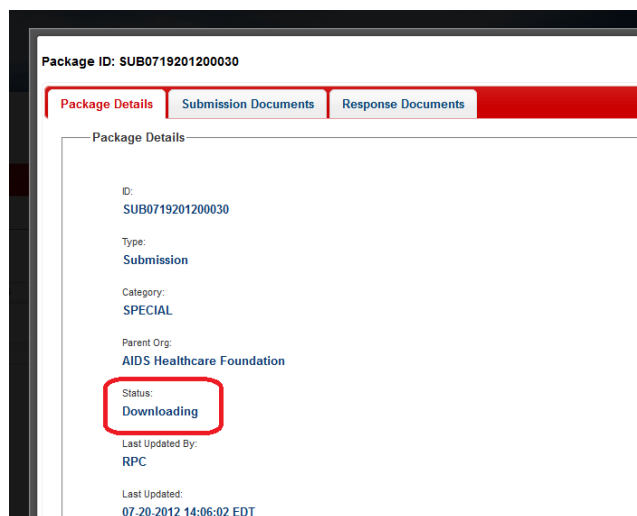 Package ID: SUB0719201200030
Package Details Submission Documents Response Documents
Package Details
ID:
SUB0719201200030
Type:
Submission
Category:
SPECIAL
Parent Org:
AIDS Healthcare Foundation
Status:
Downloading
Last Updated By:
RPC
Last Updated:
07-20-2012 14:06:02 EDT